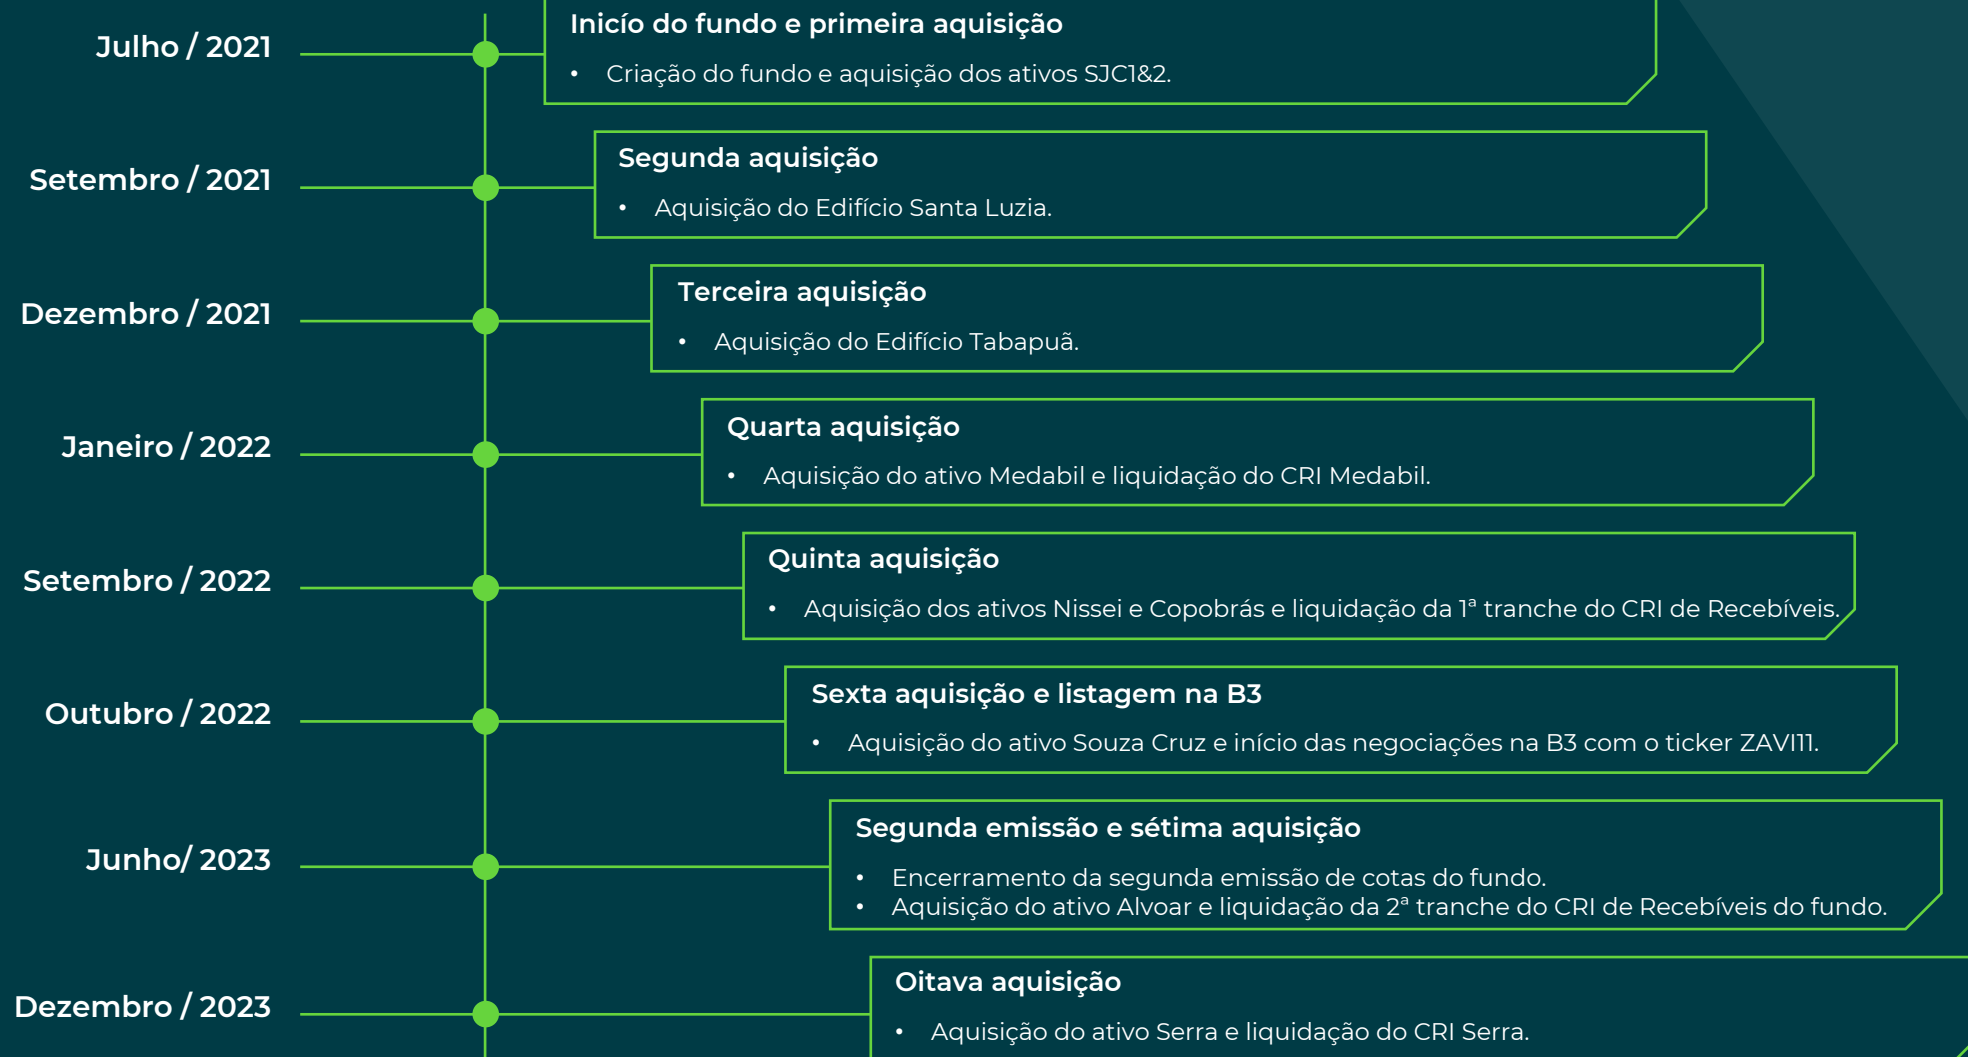 Julho / 2021
Inicío do fundo e primeira aquisição
• Criação do fundo e aquisição dos ativos SJC1&2.
Setembro / 2021
Segunda aquisição
• Aquisição do Edifício Santa Luzia.
Dezembro / 2021
Terceira aquisição
• Aquisição do Edifício Tabapuã.
Janeiro / 2022
Quarta aquisição
• Aquisição do ativo Medabil e liquidação do CRI Medabil.
Setembro / 2022
Quinta aquisição
• Aquisição dos ativos Nissei e Copobrás e liquidação da 1ª tranche do CRI de Recebíveis.
Outubro / 2022
Sexta aquisição e listagem na B3
• Aquisição do ativo Souza Cruz e início das negociações na B3 com o ticker ZAVI11.
Junho/ 2023
Segunda emissão e sétima aquisição
• Encerramento da segunda emissão de cotas do fundo.
• Aquisição do ativo Alvoar e liquidação da 2ª tranche do CRI de Recebíveis do fundo.
Dezembro / 2023
Oitava aquisição
• Aquisição do ativo Serra e liquidação do CRI Serra.